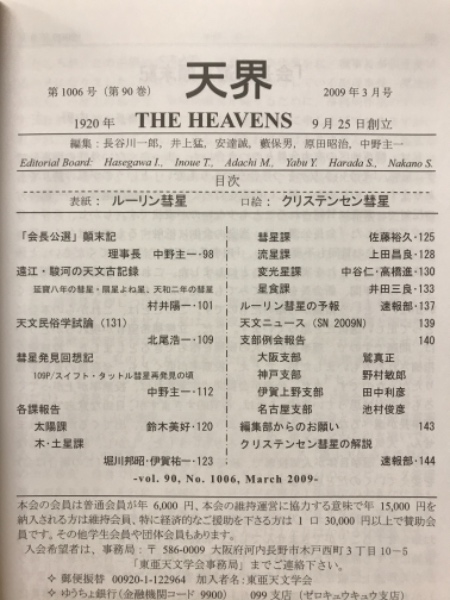 天界
第1006号（第90巻）
2009年3月号
1920年 THE HEAVENS 9月25日創立
編集：長谷川一郎，井上猛，安達誠，藪保男，原田昭治，中野主一
Editorial Board: Hasegawa I., Inoue T., Adachi M., Yabu Y., Harada S., Nakano S.
目次
表紙：ルーリン彗星 口絵：クリステンセン彗星
「会長公選」顛末記
理事長 中野主一･98
遠江・駿河の天文古記録
延宝八年の彗星・隕星よね星、天和二年の彗星
村井陽一･101
天文民俗学試論（131）
北尾浩一･109
彗星発見回想記
109P/スイフト・タットル彗星再発見の頃
中野主一･112
各課報告
太陽課 鈴木美好･120
木・土星課
堀川邦昭･伊賀祐一･123
彗星課 佐藤裕久･125
流星課 上田昌良･128
変光星課 中谷仁･高橋進･130
星食課 井田三良･133
ルーリン彗星の予報 速報部･137
天文ニュース（SN 2009N） 139
支部例会報告 140
大阪支部 鷲真正
神戸支部 野村敏郎
伊賀上野支部 田中利彦
名古屋支部 池村俊彦
編集部からのお願い 143
クリステンセン彗星の解説
速報部･144
-vol. 90, No. 1006, March 2009-
本会の会員は普通会員が年 6,000 円、本会の維持運営に協力する意味で年 15,000 円を
納入される方は維持会員、特に経済的なご援助を下さる方は 1 口 30,000 円以上で賛助会
員です。その他学生会員や団体会員もあります。
入会希望者は，事務局：〒 586-0009 大阪府河内長野市木戸西町3丁目10－5
「東亜天文学会事務局」までご連絡下さい。
✧ 郵便振替 00920-1-122964 加入者名：東亜天文学会
✧ ゆうちょ銀行（金融機関コード 9900） 099 支店（ゼロキュウキュウ支店）